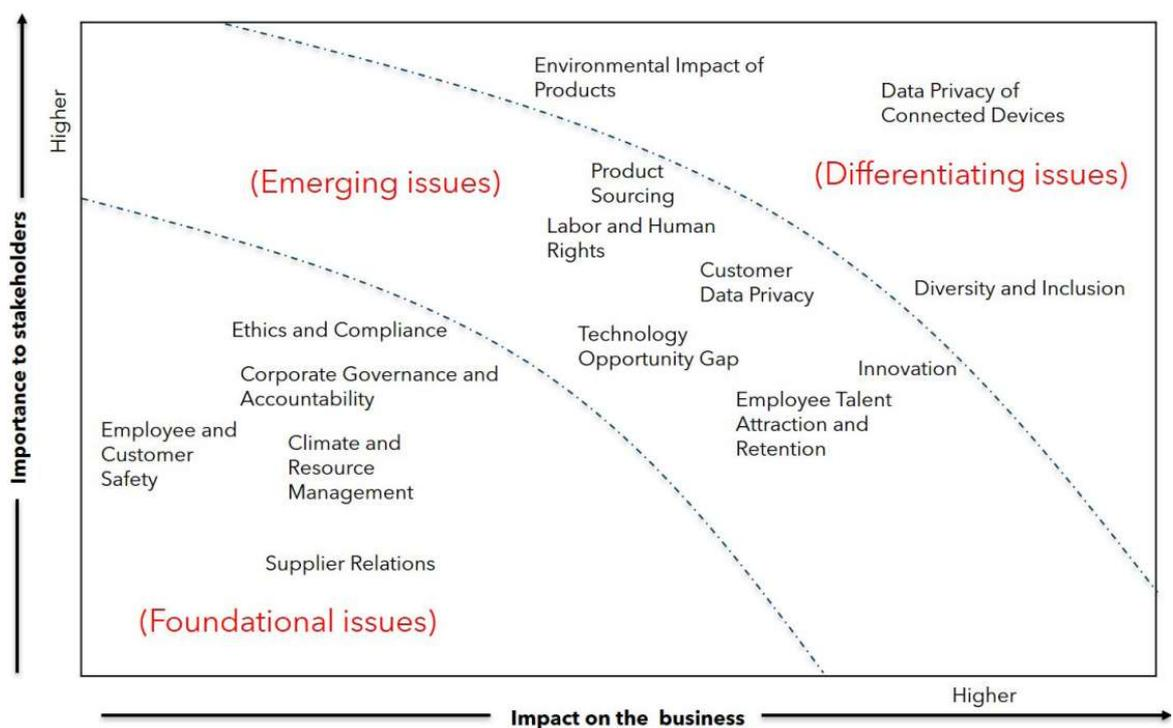 Importance to stakeholders
Higher
Environmental Impact of
Products
Data Privacy of
Connected Devices
(Emerging issues)
Product
Sourcing
(Differentiating issues)
Labor and Human
Rights
Customer
Data Privacy
Diversity and Inclusion
Ethics and Compliance
Technology
Opportunity Gap
Innovation
Corporate Governance and
Accountability
Employee Talent
Attraction and
Retention
Employee and
Customer
Safety
Climate and
Resource
Management
Supplier Relations
(Foundational issues)
Higher
Impact on the business